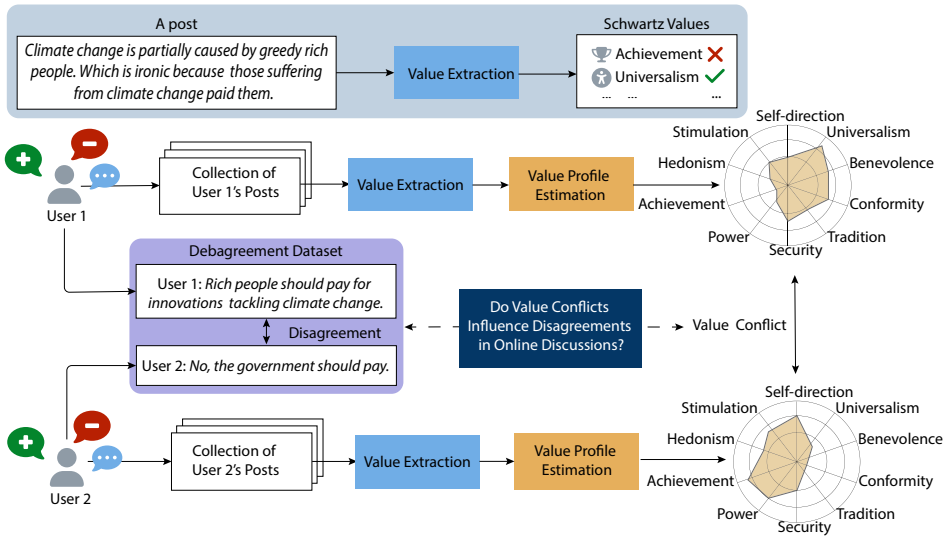 A post
Schwartz Values
Climate change is partially caused by greedy rich
people. Which is ironic because those suffering
from climate change paid them.
Value Extraction
Achievement
Universalism
... ... ...
User 1
Collection of
User 1's Posts
Value Extraction
Value Profile
Estimation
Self-direction
Stimulation
Universalism
Hedonism
Benevolence
Achievement
Conformity
Power
Tradition
Security
Debagreement Dataset
User 1: Rich people should pay for
innovations tackling climate change.
Disagreement
User 2: No, the government should pay.
Do Value Conflicts
Influence Disagreements
in Online Discussions?
Value Conflict
User 2
Collection of
User 2's Posts
Value Extraction
Value Profile
Estimation
Self-direction
Stimulation
Universalism
Hedonism
Benevolence
Achievement
Conformity
Power
Tradition
Security